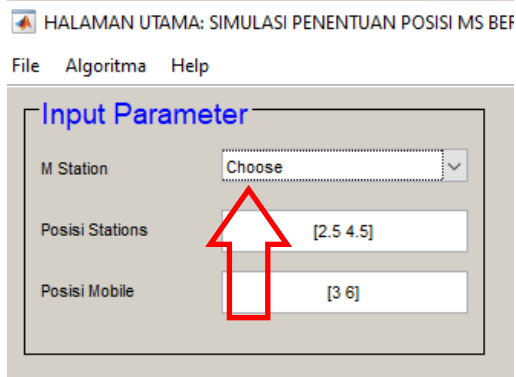 HALAMAN UTAMA: SIMULASI PENENTUAN POSISI MS BER
File Algoritma Help
Input Parameter
M Station Choose
Posisi Stations [2.5 4.5]
Posisi Mobile [3 6]